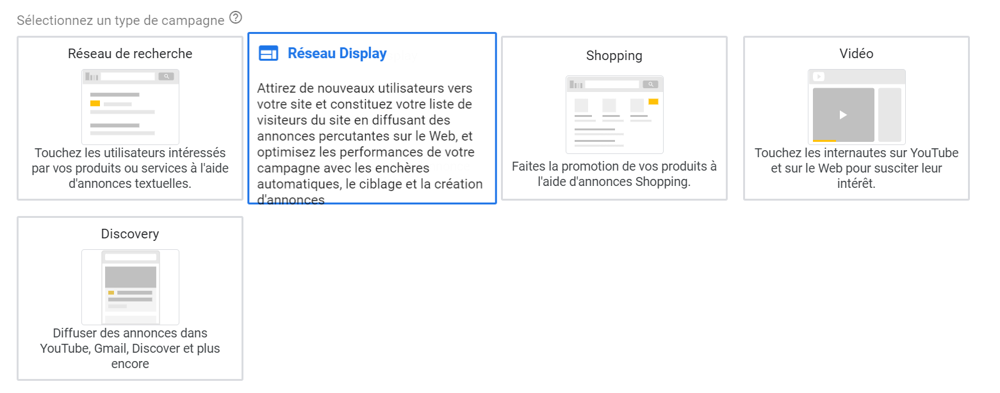 Sélectionnez un type de campagne ?
Réseau de recherche
Touchez les utilisateurs intéressés
par vos produits ou services à l'aide
d'annonces textuelles.
Réseau Display
Attirez de nouveaux utilisateurs vers
votre site et constituez votre liste de
visiteurs du site en diffusant des
annonces percutantes sur le Web, et
optimisez les performances de votre
campagne avec les enchères
automatiques, le ciblage et la création
d'annonces
Shopping
Faites la promotion de vos produits à
l'aide d'annonces Shopping.
Vidéo
Touchez les internautes sur YouTube
et sur le Web pour susciter leur
intérêt.
Discovery
Diffuser des annonces dans
YouTube, Gmail, Discover et plus
encore